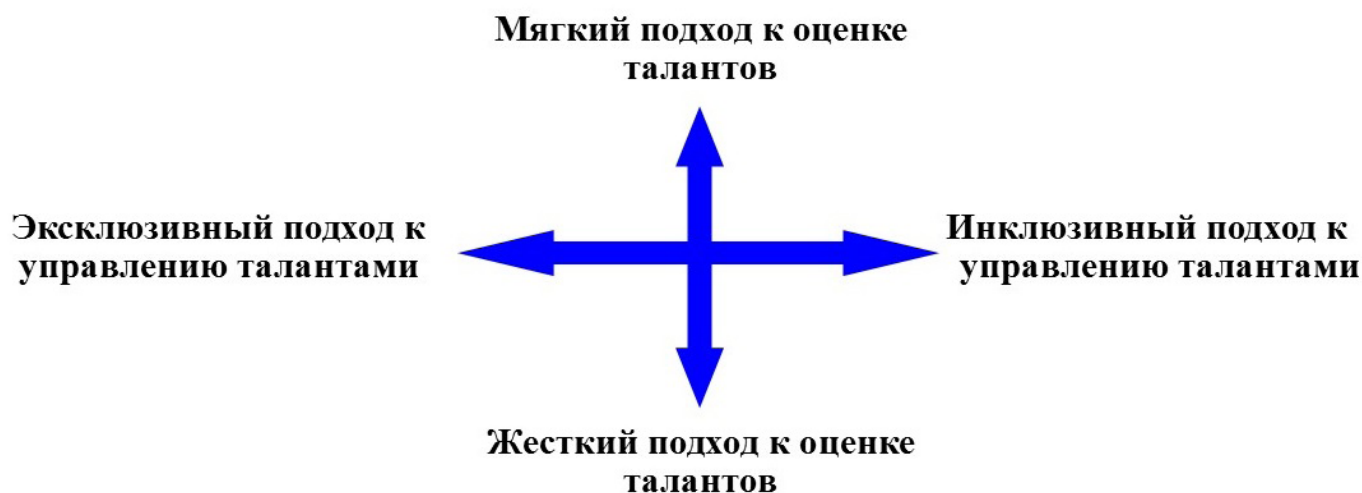 Мягкий подход к оценке
талантов
Эксклюзивный подход к
управлению талантами
Инклюзивный подход к
управлению талантами
Жесткий подход к оценке
талантов